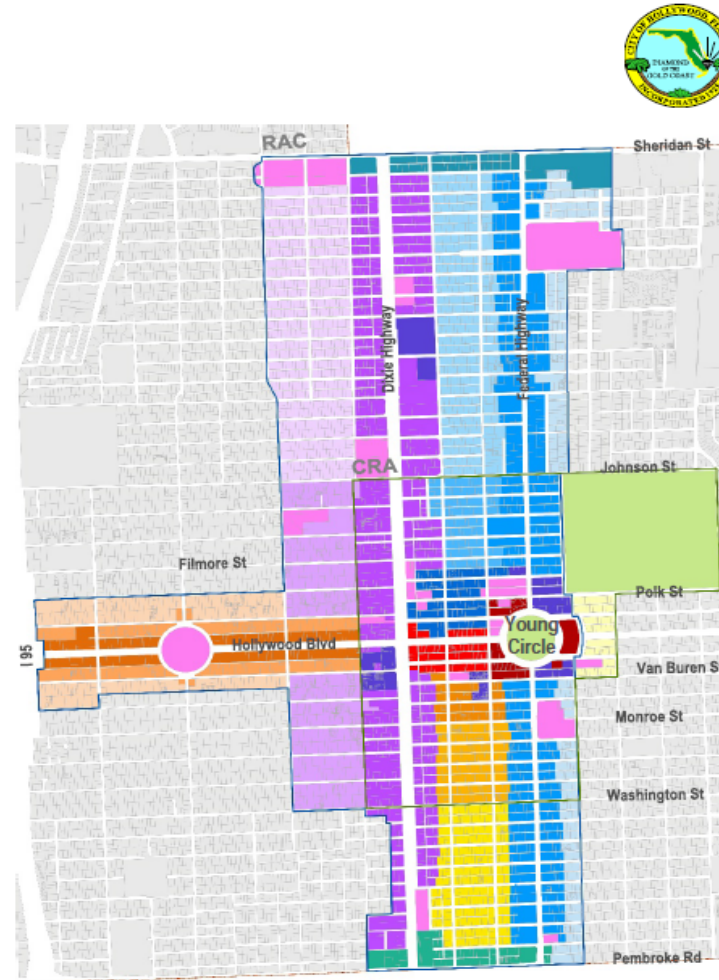 CITY OF HOLLYWOOD, FL
DIAMOND
OF THE
GOLD COAST
INCORPORATED 1925
RAC
Sheridan St
Dixie Highway
Federal Highway
CRA
Johnson St
Filmore St
Polk St
Young
Circle
Hollywood Blvd
I 95
Van Buren S
Monroe St
Washington St
Pembroke Rd